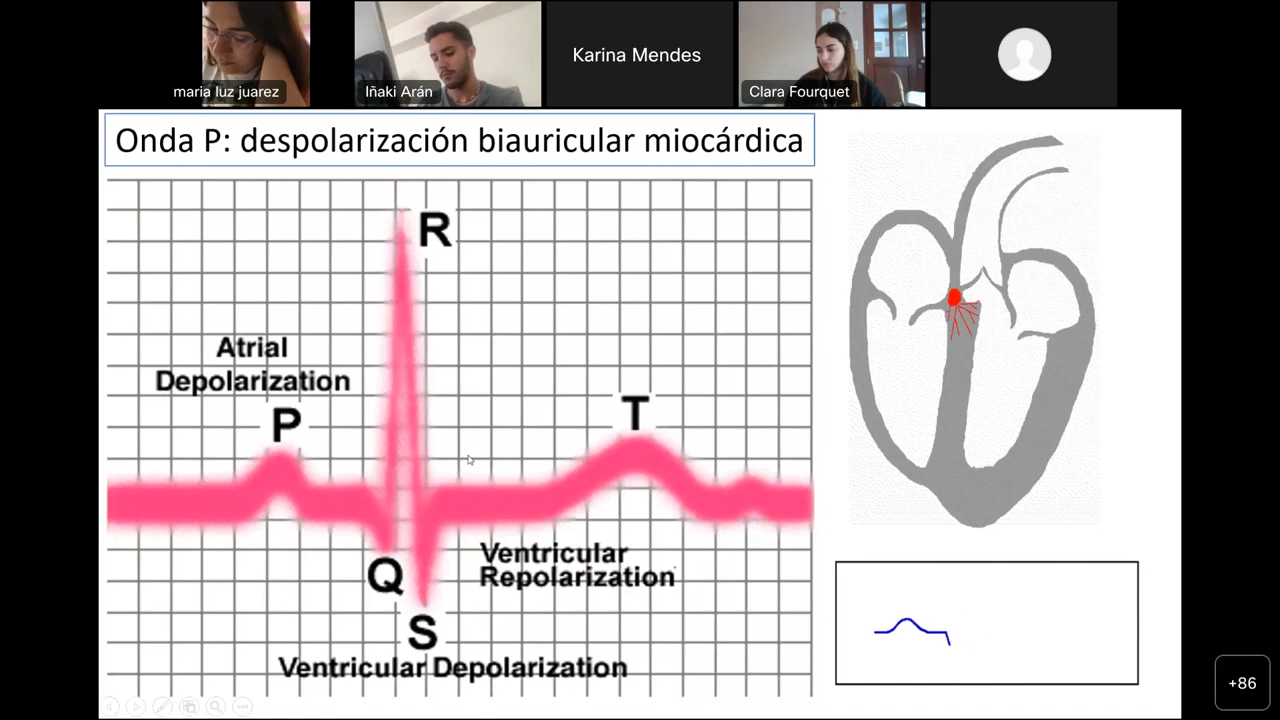 maria luz juarez
Iñaki Arán
Karina Mendes
Clara Fourquet
Onda P: despolarización biauricular miocárdica
R
Atrial
Depolarization
P
T
Q
Ventricular
Repolarization
S
Ventricular Depolarization
+86